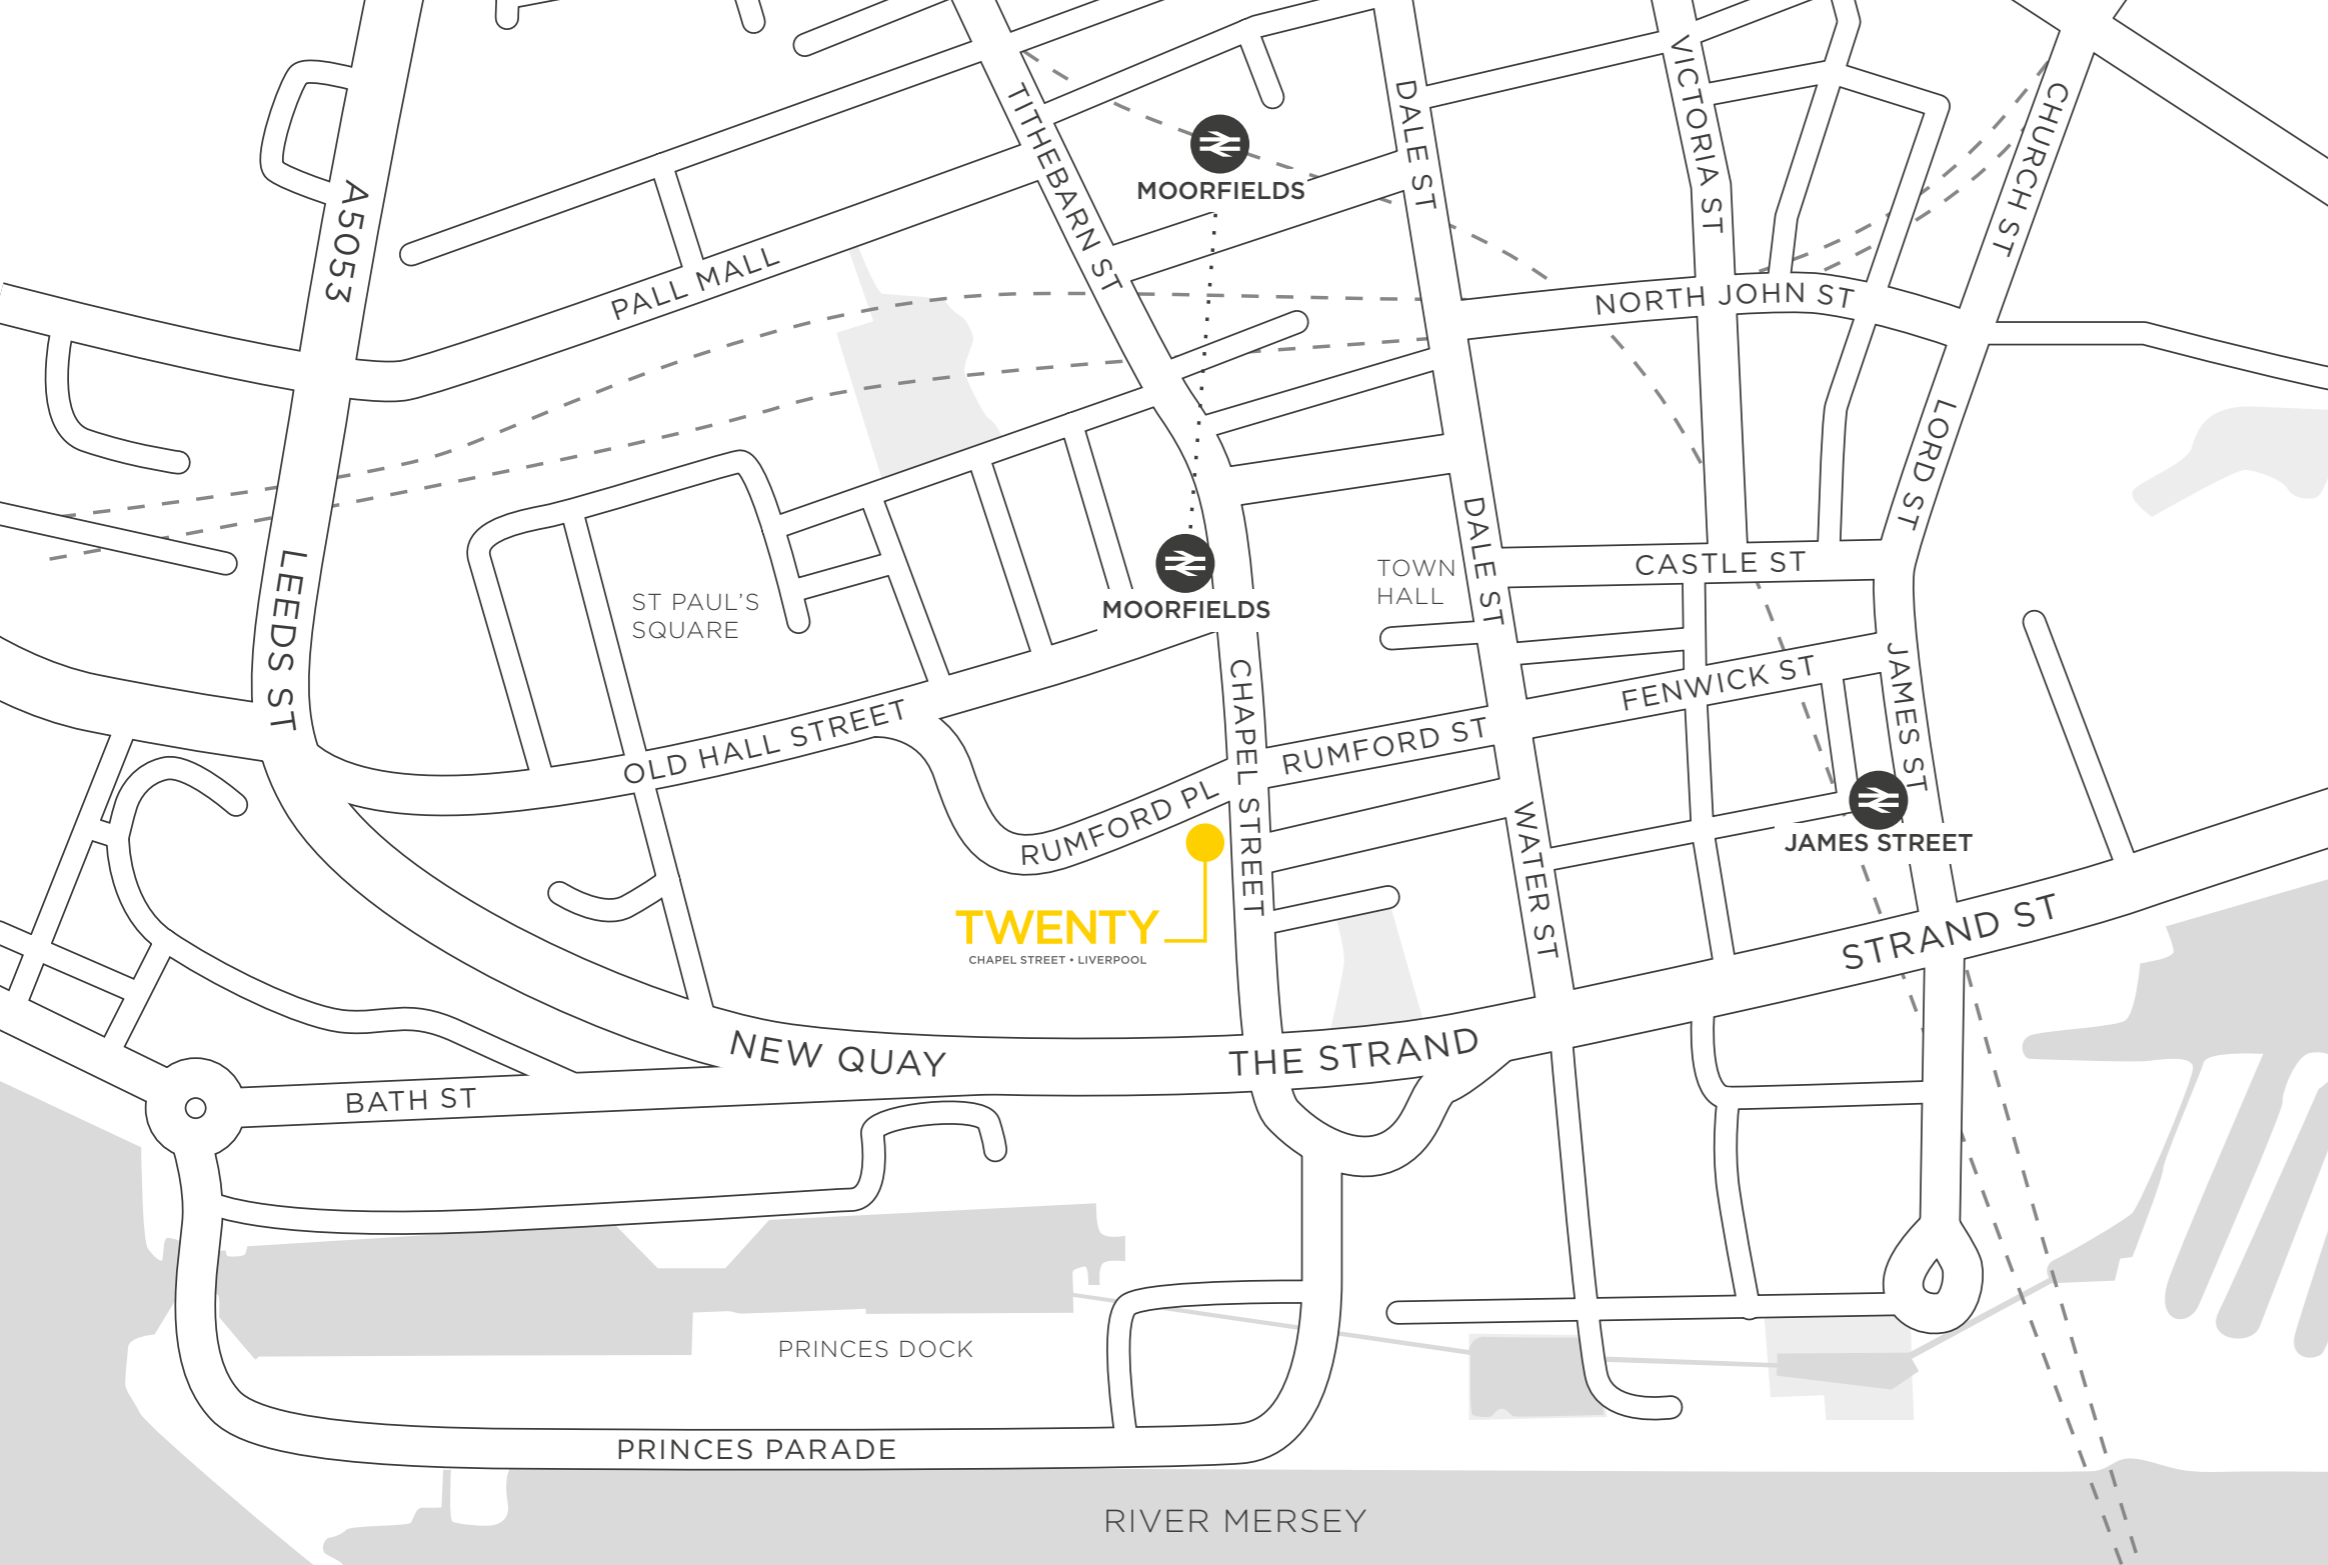 VICTORIA ST
DALE ST
TITHEBARN ST
CHURCH ST
MOORFIELDS
A5053
PALL MALL
NORTH JOHN ST
LORD ST
DALE ST
LEEDS ST
TOWN
HALL
CASTLE ST
ST PAUL'S
SQUARE
MOORFIELDS
CHAPEL STREET
JAMES ST
FENWICK ST
OLD HALL STREET
RUMFORD ST
RUMFORD PL
WATER ST
JAMES STREET
TWENTY
CHAPEL STREET • LIVERPOOL
STRAND ST
NEW QUAY
THE STRAND
BATH ST
PRINCES DOCK
PRINCES PARADE
RIVER MERSEY